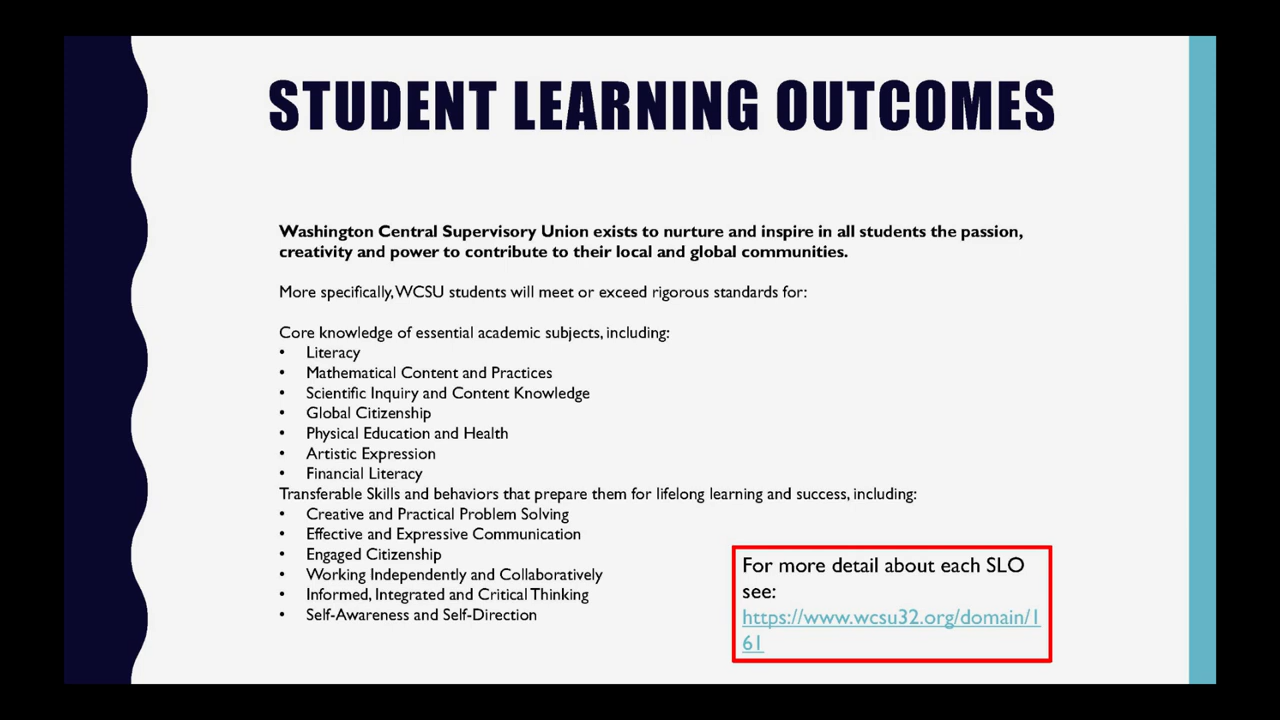 STUDENT LEARNING OUTCOMES
Washington Central Supervisory Union exists to nurture and inspire in all students the passion,
creativity and power to contribute to their local and global communities.
More specifically, WCSU students will meet or exceed rigorous standards for:
Core knowledge of essential academic subjects, including:
• Literacy
• Mathematical Content and Practices
• Scientific Inquiry and Content Knowledge
• Global Citizenship
• Physical Education and Health
• Artistic Expression
• Financial Literacy
Transferable Skills and behaviors that prepare them for lifelong learning and success, including:
• Creative and Practical Problem Solving
• Effective and Expressive Communication
• Engaged Citizenship
• Working Independently and Collaboratively
• Informed, Integrated and Critical Thinking
• Self-Awareness and Self-Direction
For more detail about each SLO
see:
https://www.wcsu32.org/domain/1
61